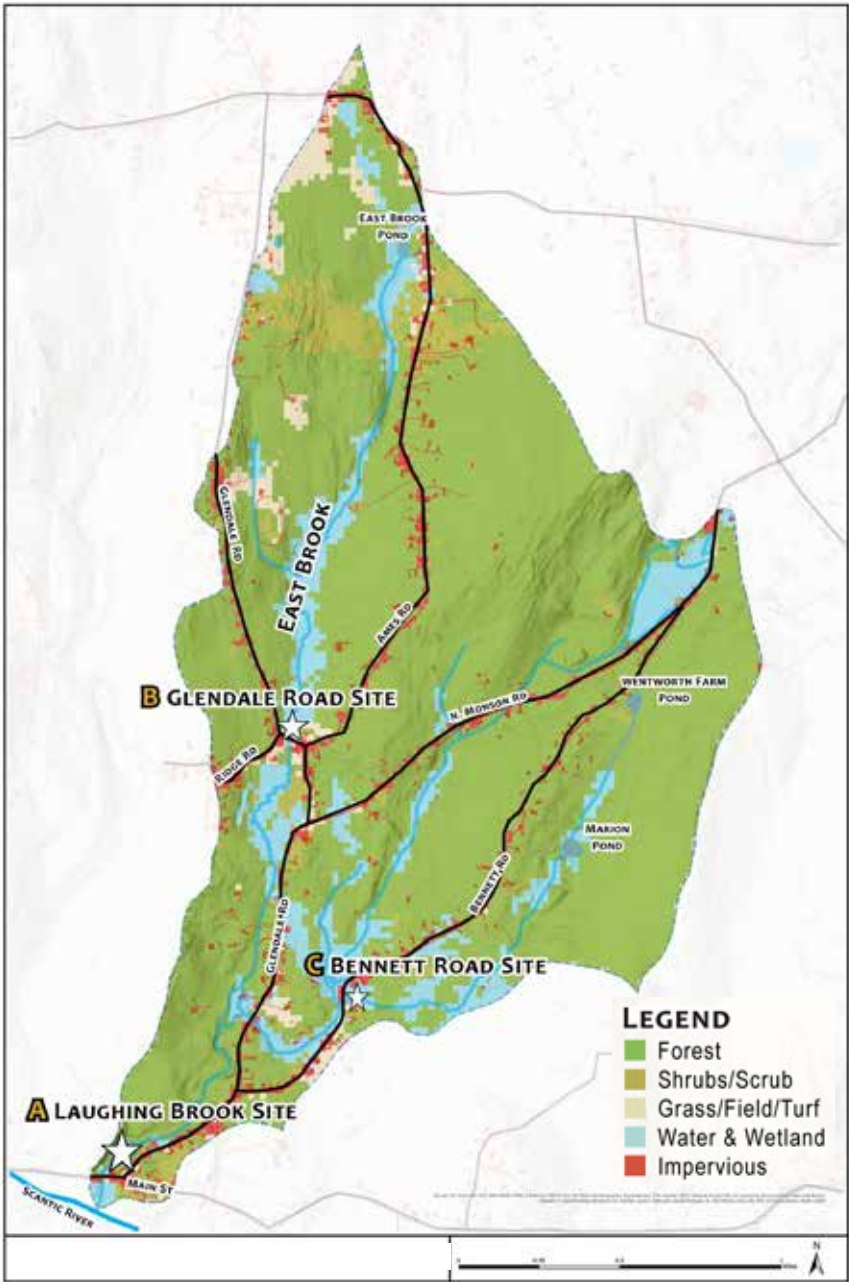 EAST BROOK
POND
GLENDALE RD
EAST BROOK
AMES RD
B GLENDALE ROAD SITE
WENTWORTH FARM
POND
N. MONSON RD
RIDGE RD
MARION
POND
BENNETT RD
GLENDALE RD
C BENNETT ROAD SITE
LEGEND
Forest
Shrubs/Scrub
Grass/Field/Turf
Water & Wetland
Impervious
A LAUGHING BROOK SITE
MAIN ST
SCANTIC RIVER
N